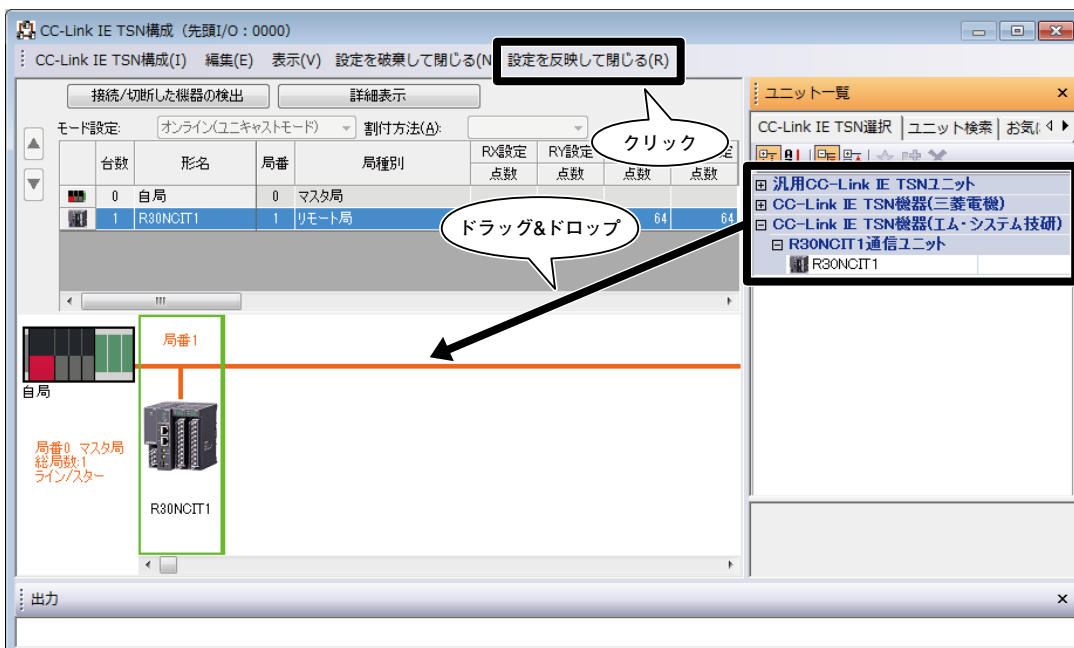 CC-Link IE TSN構成（先頭I/O：0000）
CC-Link IE TSN構成(I) 編集(E) 表示(V) 設定を破棄して閉じる(N 設定を反映して閉じる(R)
接続/切断した機器の検出 詳細表示
モード設定: オンライン(ユニキャストモード) 割付方法(A):
クリック
台数 形名 局番 局種別 RX設定 RY設定 定
点数 点数 点数 点数
0 自局 0 マスタ局
1 R30NCIT1 1 リモート局 64 64
ドラッグ&ドロップ
ユニット一覧
CC-Link IE TSN選択 ユニット検索 お気に
汎用CC-Link IE TSNユニット
CC-Link IE TSN機器(三菱電機)
CC-Link IE TSN機器(エム・システム技研)
R30NCIT1通信ユニット
R30NCIT1
局番1
自局
局番0 マスタ局
総局数:1
ライン/スター
R30NCIT1
出力